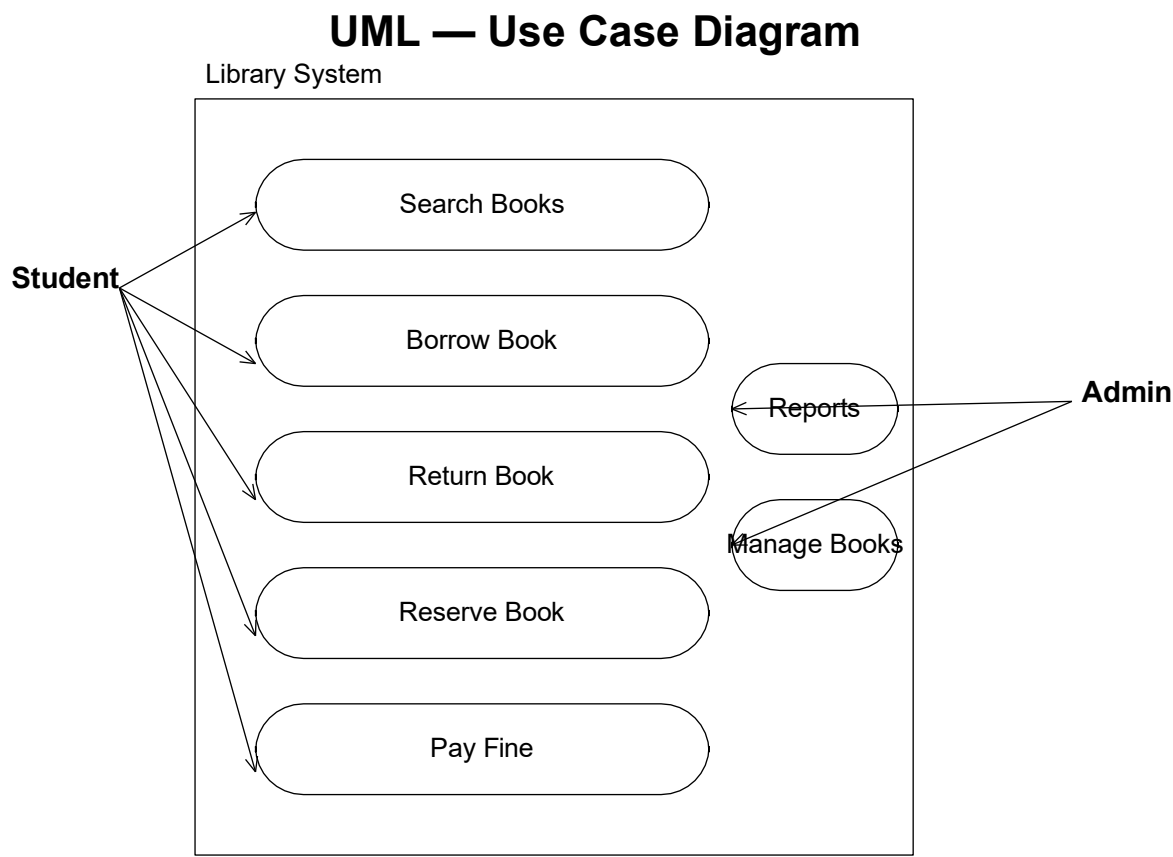 UML — Use Case Diagram
Library System
Search Books
Student
Borrow Book
Admin
Reports
Return Book
Manage Books
Reserve Book
Pay Fine